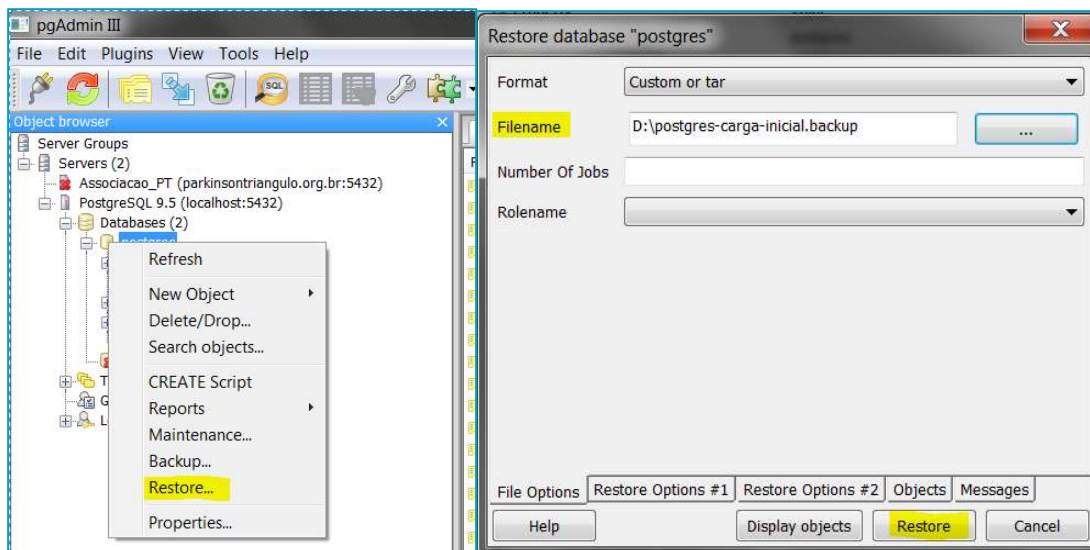 pgAdmin III
File Edit Plugins View Tools Help
SQL
Object browser
Server Groups
Servers (2)
Associacao_PT (parkinsontriangulo.org.br:5432)
PostgreSQL 9.5 (localhost:5432)
Databases (2)
postgres
Refresh
New Object
Delete/Drop...
Search objects...
CREATE Script
Reports
Maintenance...
Backup...
Restore...
Properties...
Restore database "postgres"
Format Custom or tar
Filename D:\postgres-carga-inicial.backup ...
Number Of Jobs
Rolename
File Options Restore Options #1 Restore Options #2 Objects Messages
Help Display objects Restore Cancel